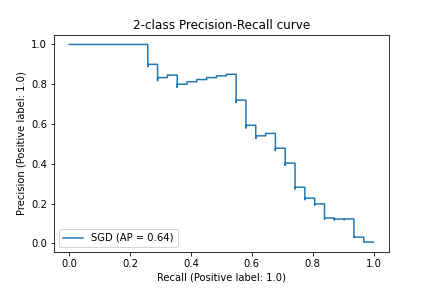 2-class Precision-Recall curve
Precision (Positive label: 1.0)
1.0
0.8
0.6
0.4
0.2
0.0
SGD (AP = 0.64)
0.0 0.2 0.4 0.6 0.8 1.0
Recall (Positive label: 1.0)